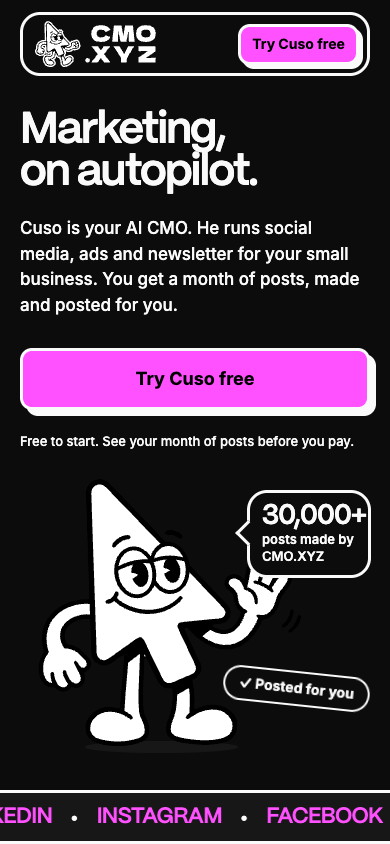 CMO
.XYZ
Try Cuso free
Marketing,
on autopilot.
Cuso is your AI CMO. He runs social
media, ads and newsletter for your small
business. You get a month of posts, made
and posted for you.
Try Cuso free
Free to start. See your month of posts before you pay.
30,000+
posts made by
CMO.XYZ
✓ Posted for you
KEDIN • INSTAGRAM • FACEBOOK